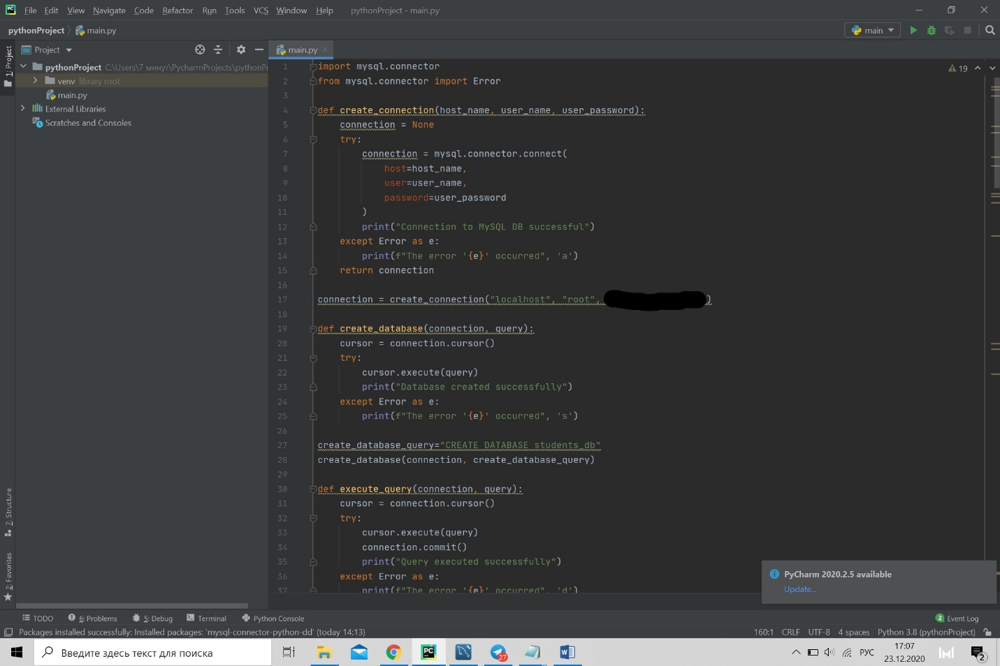 File Edit View Navigate Code Refactor Run Tools VCS Window Help pythonProject - main.py
pythonProject main.py main
1: Project
Project
pythonProject C:\Users\7 минут\PycharmProjects\pythonPr
venv library root
main.py
External Libraries
Scratches and Consoles
7: Structure
2: Favorites
main.py
19
1 import mysql.connector
2 from mysql.connector import Error
3
4 def create_connection(host_name, user_name, user_password):
5 connection = None
6 try:
7 connection = mysql.connector.connect(
8 host=host_name,
9 user=user_name,
10 password=user_password
11 )
12 print("Connection to MySQL DB successful")
13 except Error as e:
14 print(f"The error '{e}' occurred", 'a')
15 return connection
16
17 connection = create_connection("localhost", "root", )
18
19 def create_database(connection, query):
20 cursor = connection.cursor()
21 try:
22 cursor.execute(query)
23 print("Database created successfully")
24 except Error as e:
25 print(f"The error '{e}' occurred", 's')
26
27 create_database_query="CREATE DATABASE students_db"
28 create_database(connection, create_database_query)
29
30 def execute_query(connection, query):
31 cursor = connection.cursor()
32 try:
33 cursor.execute(query)
34 connection.commit()
35 print("Query executed successfully")
36 except Error as e:
37 print(f"The error '{e}' occurred", 'd')
PyCharm 2020.2.5 available
Update...
TODO 6: Problems 5: Debug Terminal Python Console 2 Event Log
Packages installed successfully: Installed packages: 'mysql-connector-python-dd' (today 14:13) 160:1 CRLF UTF-8 4 spaces Python 3.8 (pythonProject)
Введите здесь текст для поиска
27
РУС
17:07
23.12.2020
2